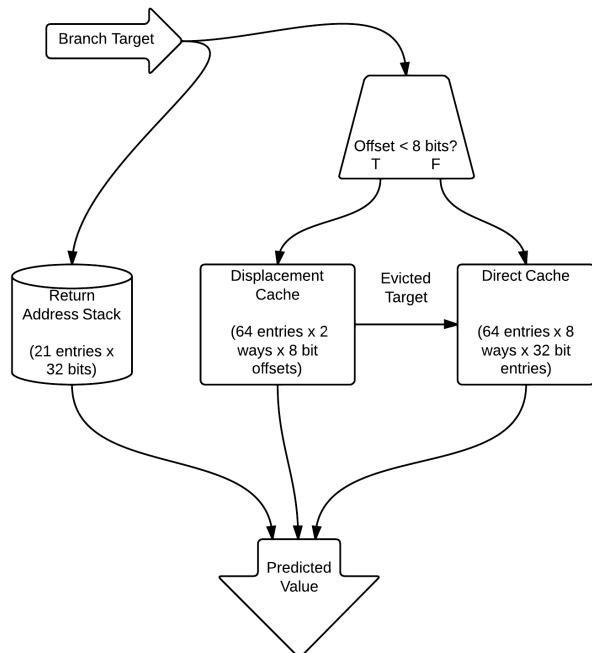 Branch Target
Offset < 8 bits?
T F
Return
Address Stack
(21 entries x
32 bits)
Displacement
Cache
(64 entries x 2
ways x 8 bit
offsets)
Evicted
Target
Direct Cache
(64 entries x 8
ways x 32 bit
entries)
Predicted
Value